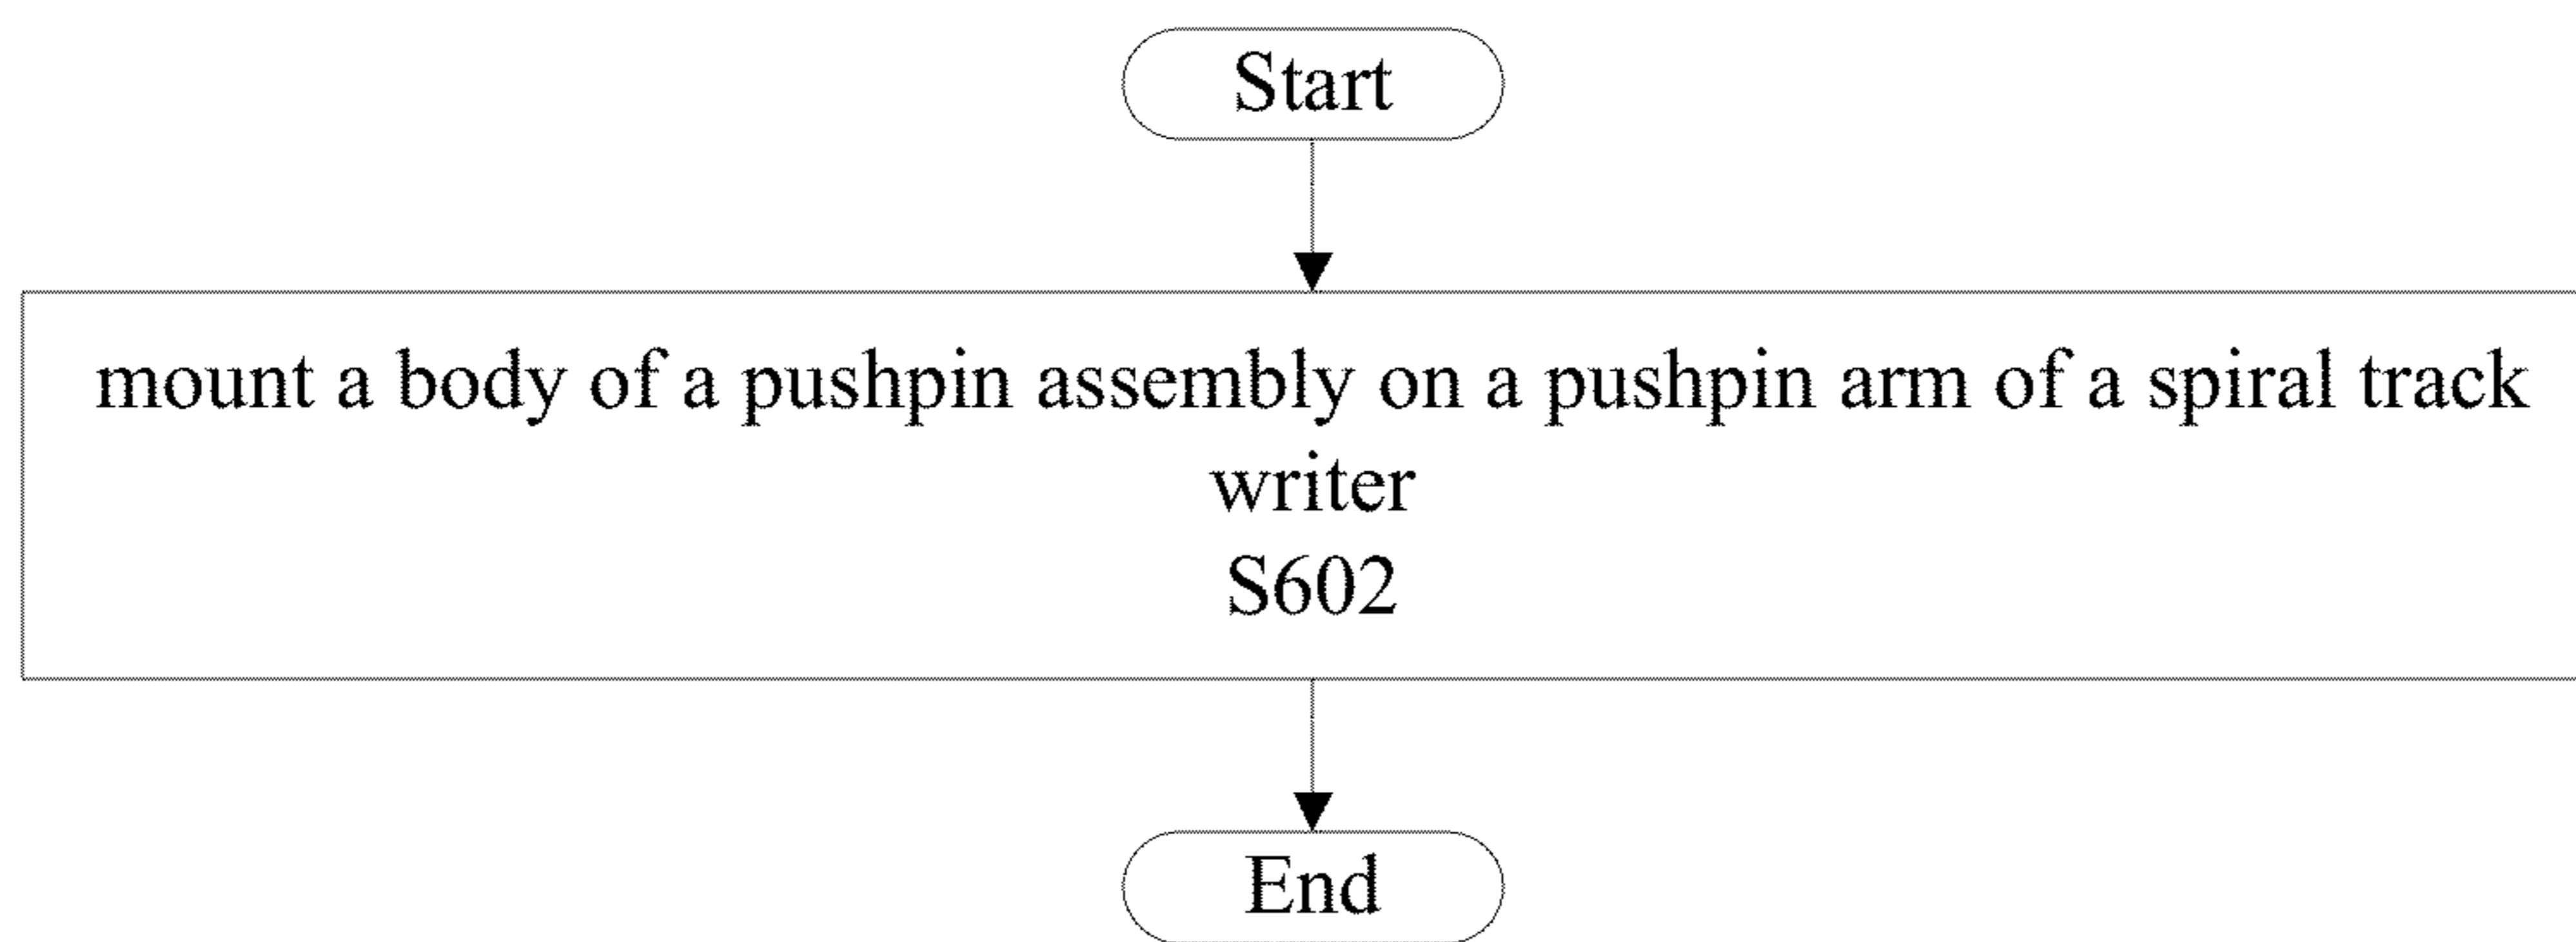 Start
mount a body of a pushpin assembly on a pushpin arm of a spiral track
writer
S602
End